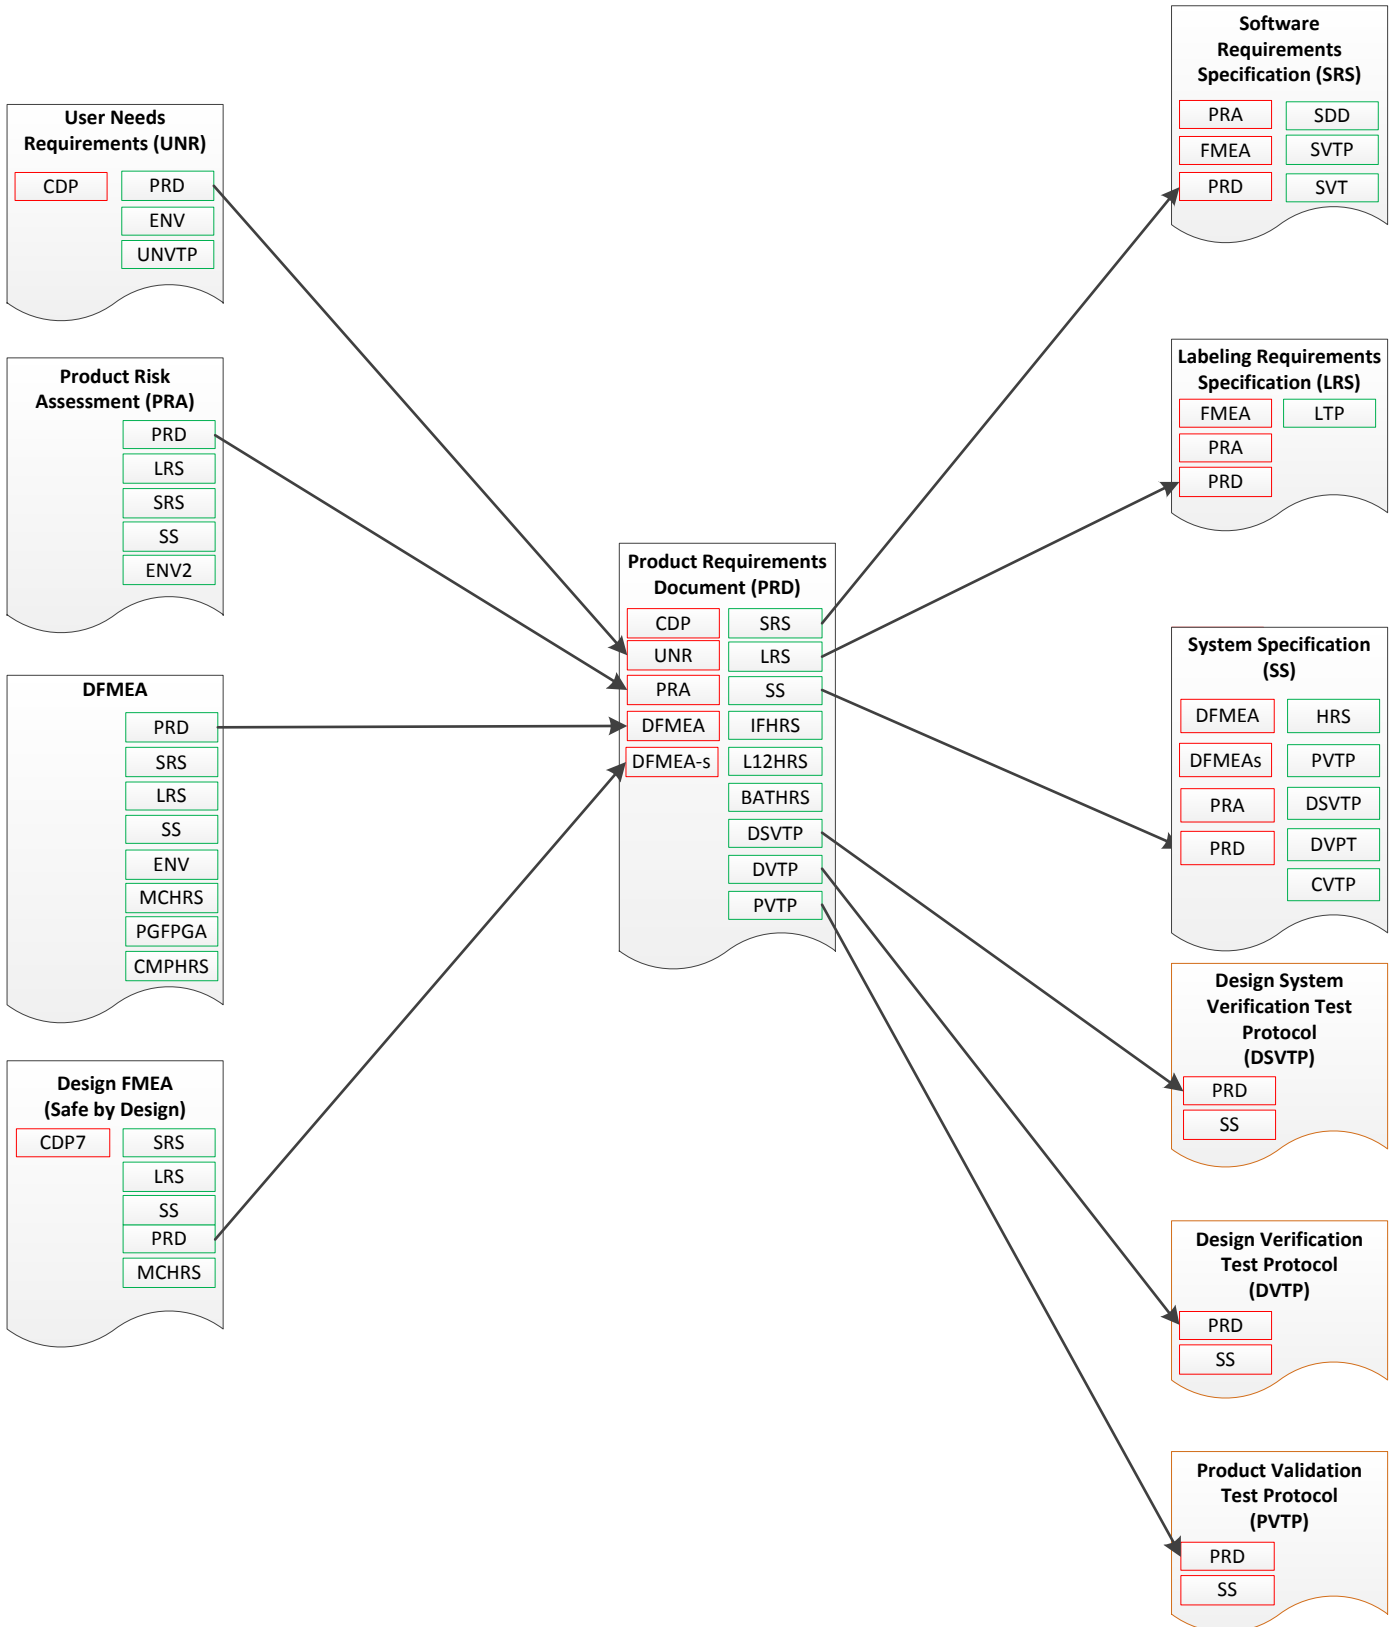 User Needs
Requirements (UNR)
CDP
PRD
ENV
UNVTP
Product Risk
Assessment (PRA)
PRD
LRS
SRS
SS
ENV2
DFMEA
PRD
SRS
LRS
SS
ENV
MCHRS
PGFPGA
CMPHRS
Design FMEA
(Safe by Design)
CDP7
SRS
LRS
SS
PRD
MCHRS
Product Requirements
Document (PRD)
CDP
UNR
PRA
DFMEA
DFMEA-s
SRS
LRS
SS
IFHRS
L12HRS
BATHRS
DSVTP
DVTP
PVTP
Software
Requirements
Specification (SRS)
PRA
FMEA
PRD
SDD
SVTP
SVT
Labeling Requirements
Specification (LRS)
FMEA
PRA
PRD
LTP
System Specification
(SS)
DFMEA
DFMEAs
PRA
PRD
HRS
PVTP
DSVTP
DVPT
CVTP
Design System
Verification Test
Protocol
(DSVTP)
PRD
SS
Design Verification
Test Protocol
(DVTP)
PRD
SS
Product Validation
Test Protocol
(PVTP)
PRD
SS